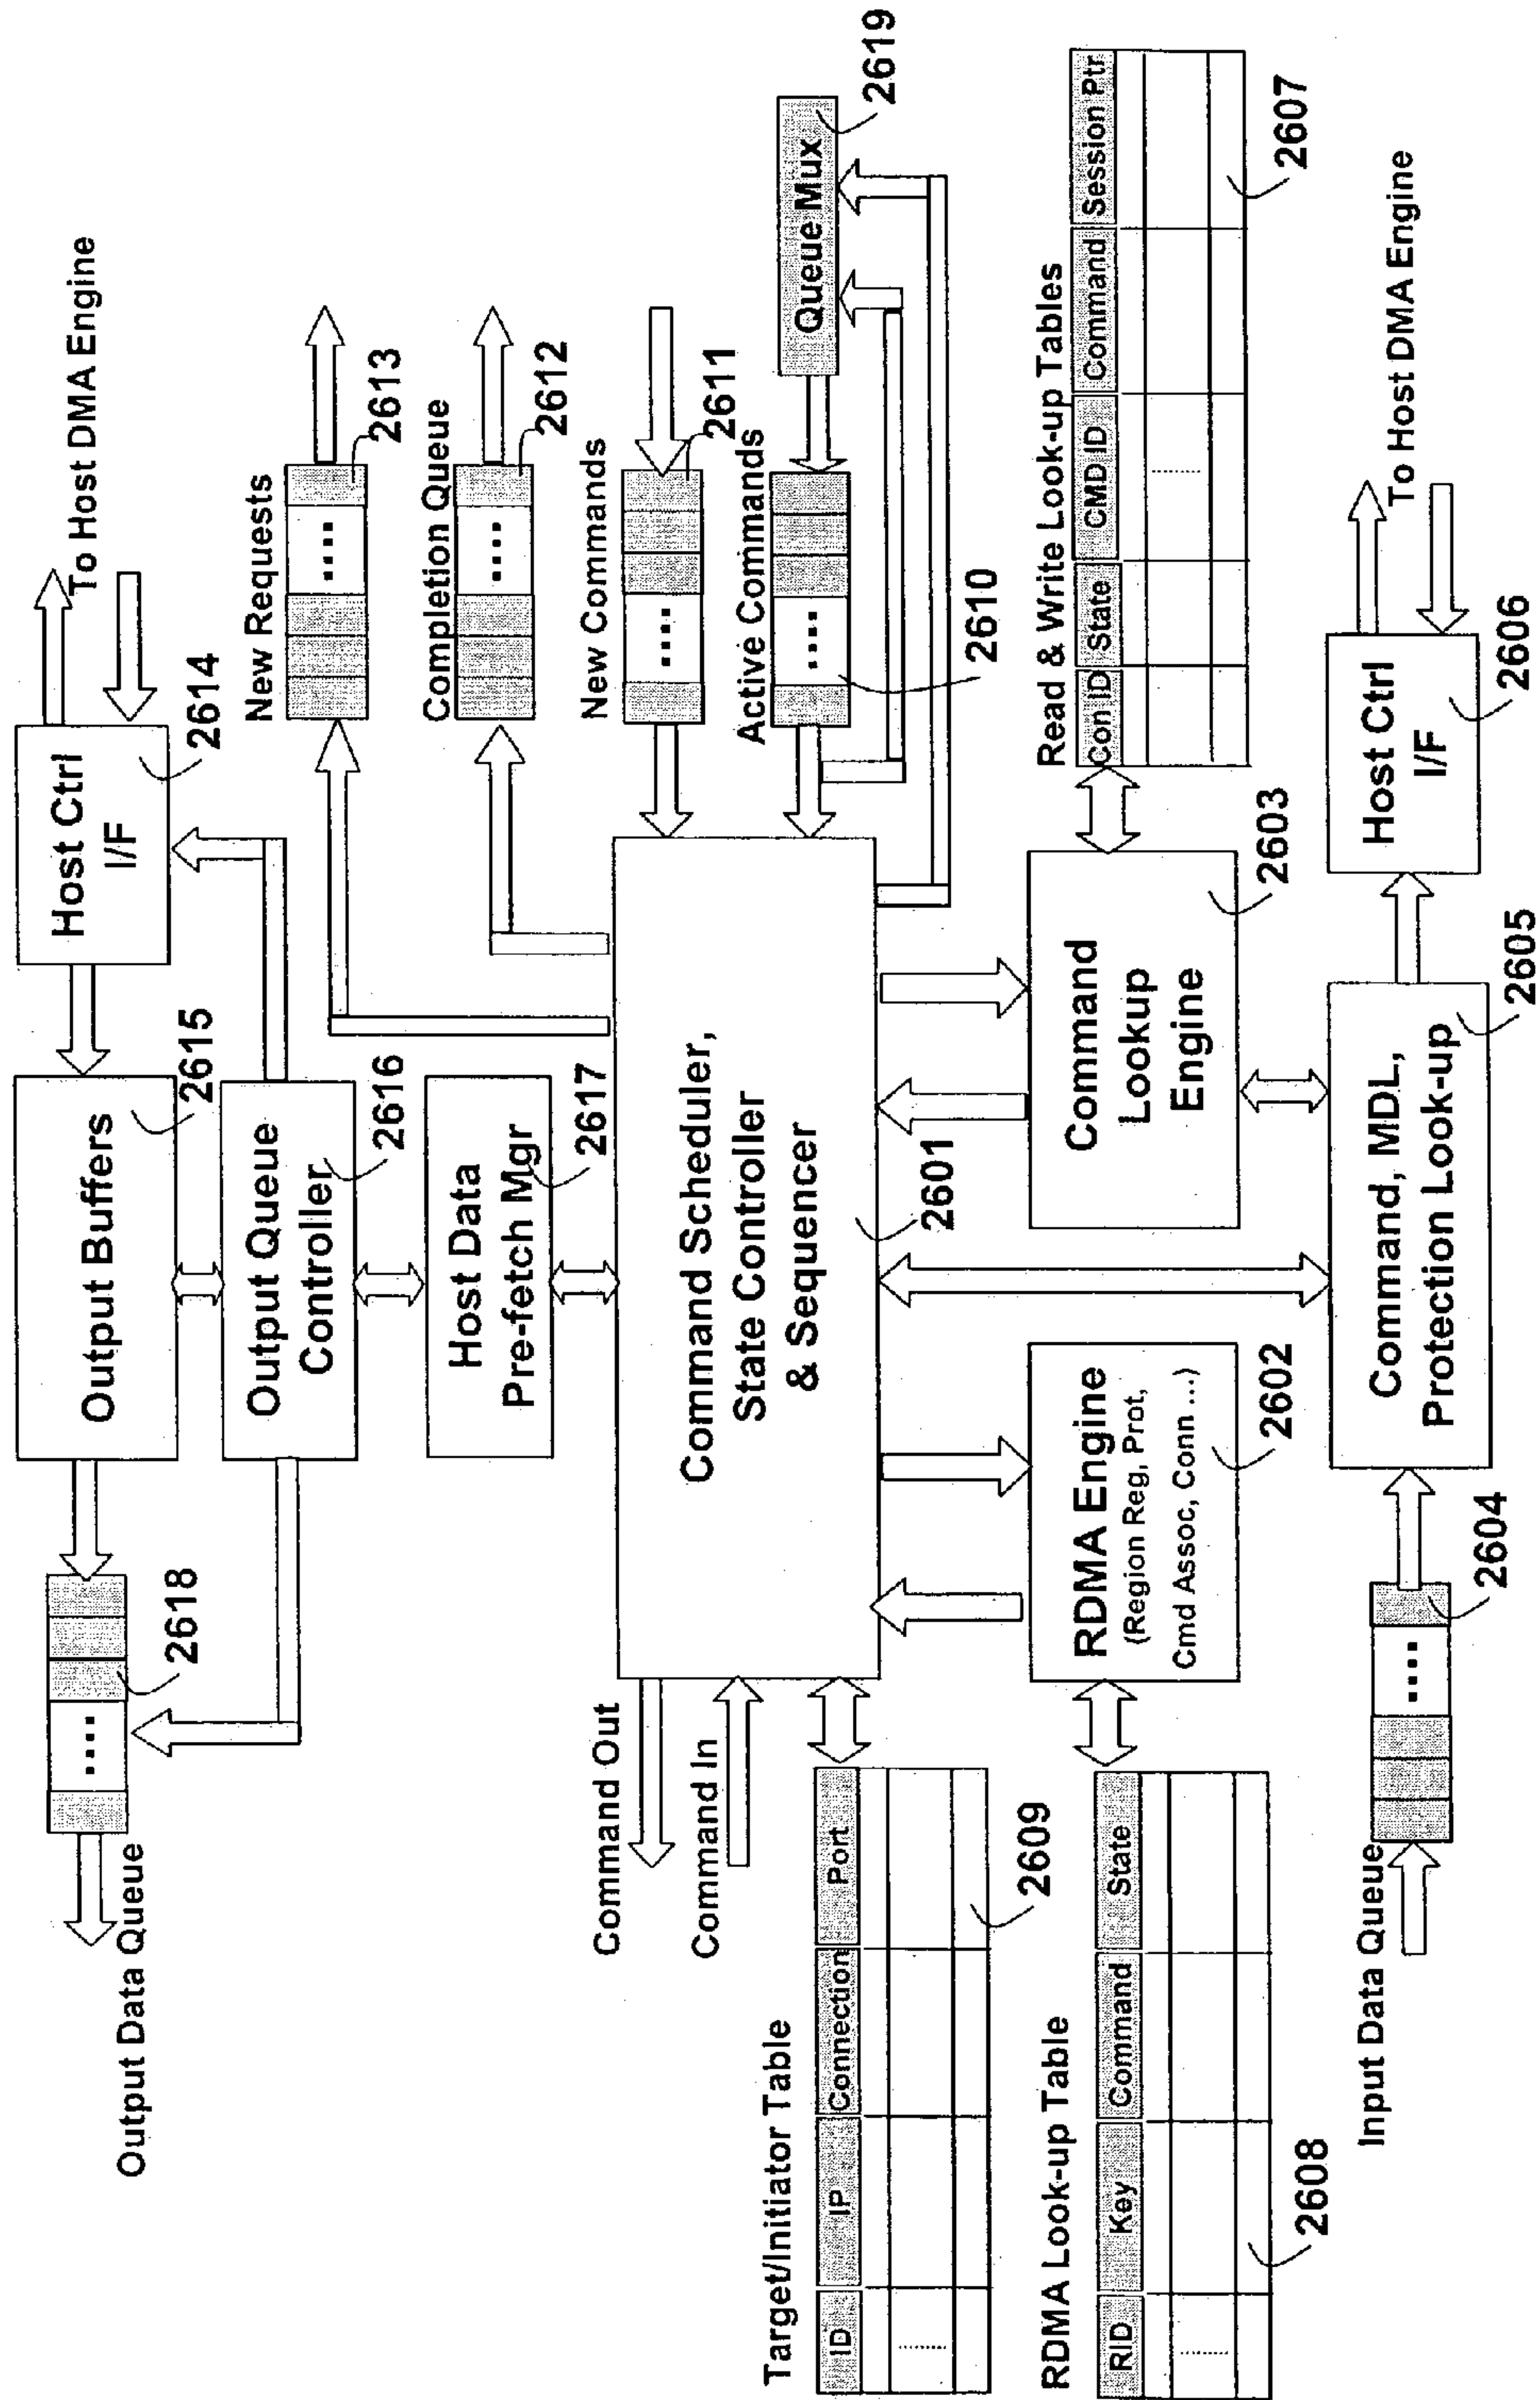 Output Data Queue
....
2618
Output Buffers
2615
Host Ctrl
I/F
2614
To Host DMA Engine
Output Queue
Controller
2616
Host Data
Pre-fetch Mgr
2617
New Requests
....
2613
Completion Queue
....
2612
New Commands
....
2611
Active Commands
....
2610
Queue Mux
2619
Command Out
Command In
Command Scheduler,
State Controller
& Sequencer
2601
Target/Initiator Table
ID IP Connection Port
........
2609
RDMA Look-up Table
RID Key Command State
........
2608
RDMA Engine
(Region Reg, Prot,
Cmd Assoc, Conn ...)
2602
Command
Lookup
Engine
2603
Read & Write Look-up Tables
Con ID State CMD ID Command Session Ptr
........
2607
Input Data Queue
....
2604
Command, MDL,
Protection Look-up
2605
Host Ctrl
I/F
2606
To Host DMA Engine